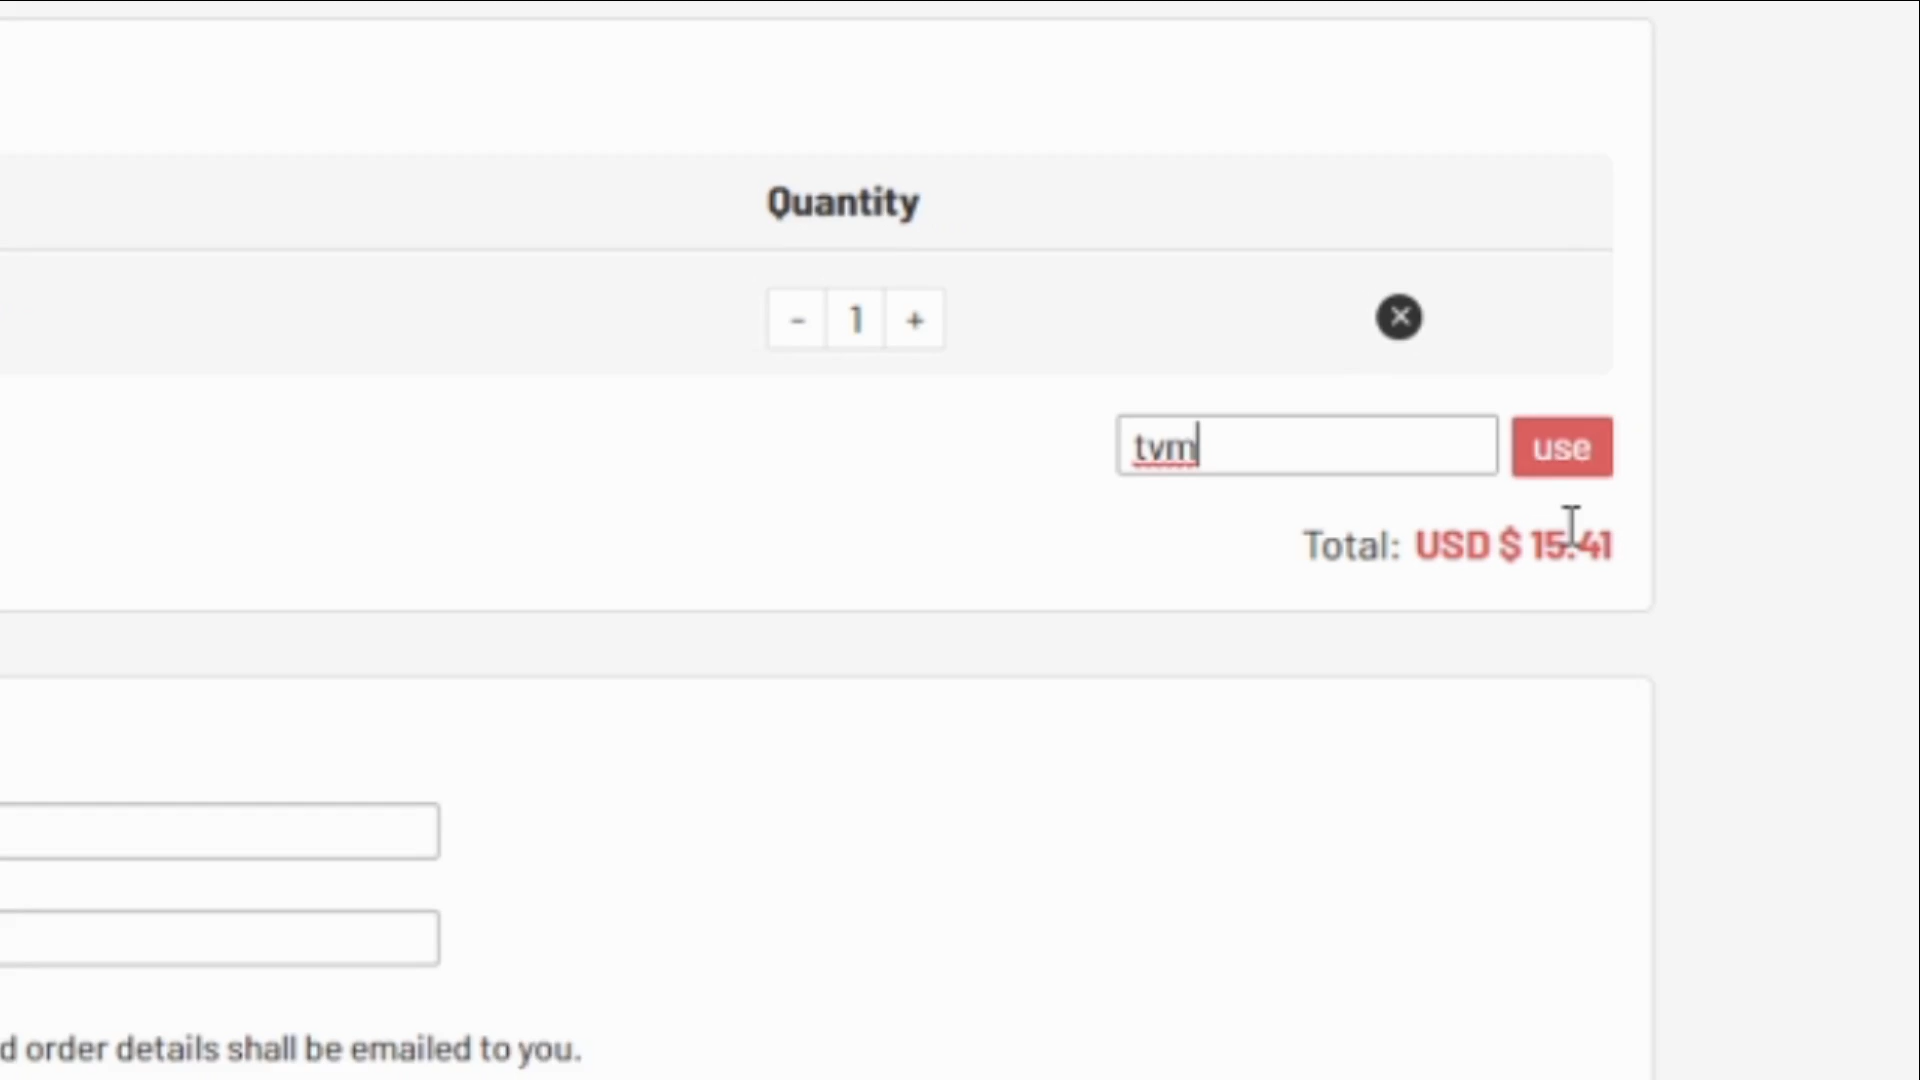 Quantity
- 1 +
tvm use
Total: USD $ 15.41
d order details shall be emailed to you.